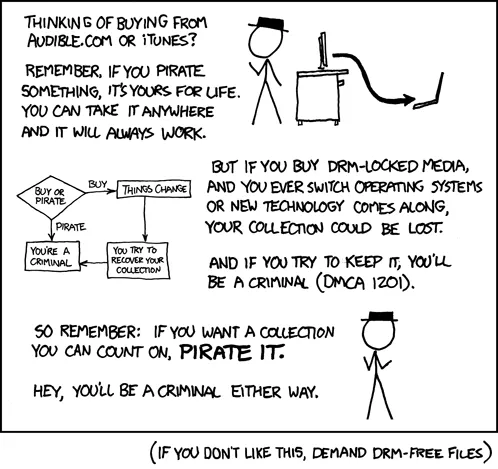 THINKING OF BUYING FROM
AUDIBLE.COM OR iTUNES?
REMEMBER, IF YOU PIRATE
SOMETHING, IT'S YOURS FOR LIFE.
YOU CAN TAKE IT ANYWHERE
AND IT WILL ALWAYS WORK.
BUY OR
PIRATE
BUY
THINGS CHANGE
PIRATE
YOU'RE A
CRIMINAL
YOU TRY TO
RECOVER YOUR
COLLECTION
BUT IF YOU BUY DRM-LOCKED MEDIA,
AND YOU EVER SWITCH OPERATING SYSTEMS
OR NEW TECHNOLOGY COMES ALONG,
YOUR COLLECTION COULD BE LOST.
AND IF YOU TRY TO KEEP IT, YOU'LL
BE A CRIMINAL (DMCA 1201).
SO REMEMBER: IF YOU WANT A COLLECTION
YOU CAN COUNT ON, PIRATE IT.
HEY, YOU'LL BE A CRIMINAL EITHER WAY.
(IF YOU DON'T LIKE THIS, DEMAND DRM-FREE FILES)